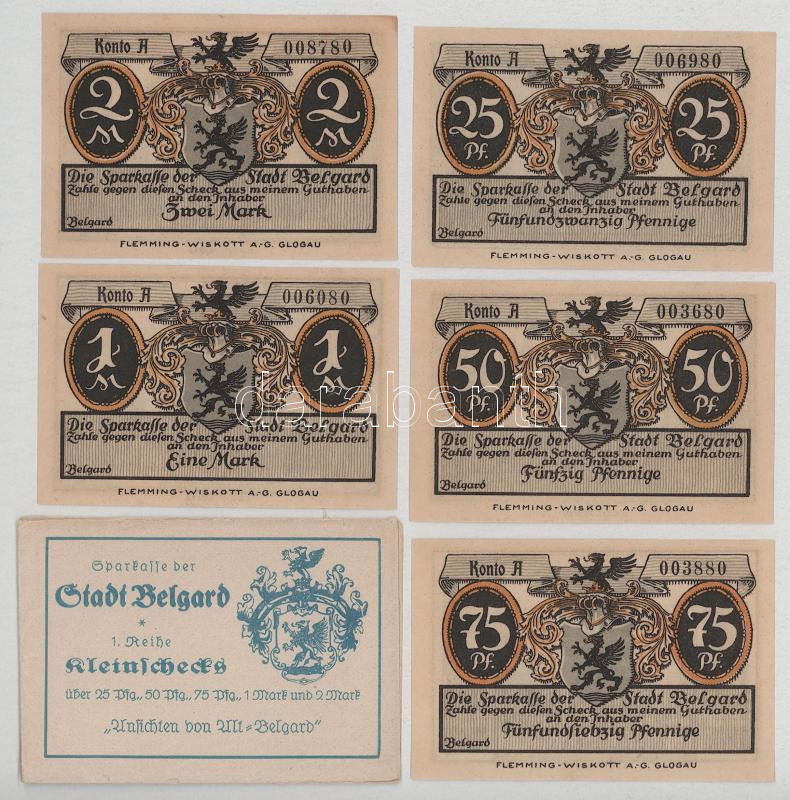 Konto A 008780
2 M 2 M
Die Sparkasse der Stadt Belgard
Zahle gegen diesen Scheck aus meinem Guthaben
an den Inhaber
Zwei Mark
Belgard
FLEMMING-WISKOTT A.-G. GLOGAU
Konto A 006980
25 Pf. 25 Pf.
Die Sparkasse der Stadt Belgard
Zahle gegen diesen Scheck aus meinem Guthaben
an den Inhaber
Fünfundzwanzig Pfennige
Belgard
FLEMMING-WISKOTT A.-G. GLOGAU
Konto A 006080
1 M 1 M
Die Sparkasse der Stadt Belgard
Zahle gegen diesen Scheck aus meinem Guthaben
an den Inhaber
Eine Mark
Belgard
FLEMMING-WISKOTT A.-G. GLOGAU
Konto A 003680
50 Pf. 50 Pf.
Die Sparkasse der Stadt Belgard
Zahle gegen diesen Scheck aus meinem Guthaben
an den Inhaber
Fünfzig Pfennige
Belgard
FLEMMING-WISKOTT A.-G. GLOGAU
Sparkasse der
Stadt Belgard
*
1. Reihe
Kleinschecks
über 25 Pfg., 50 Pfg., 75 Pfg., 1 Mark und 2 Mark
„Ansichten von Alt-Belgard"
Konto A 003880
75 Pf. 75 Pf.
Die Sparkasse der Stadt Belgard
Zahle gegen diesen Scheck aus meinem Guthaben
an den Inhaber
Fünfundsiebzig Pfennige
Belgard
FLEMMING-WISKOTT A.-G. GLOGAU
darabanth